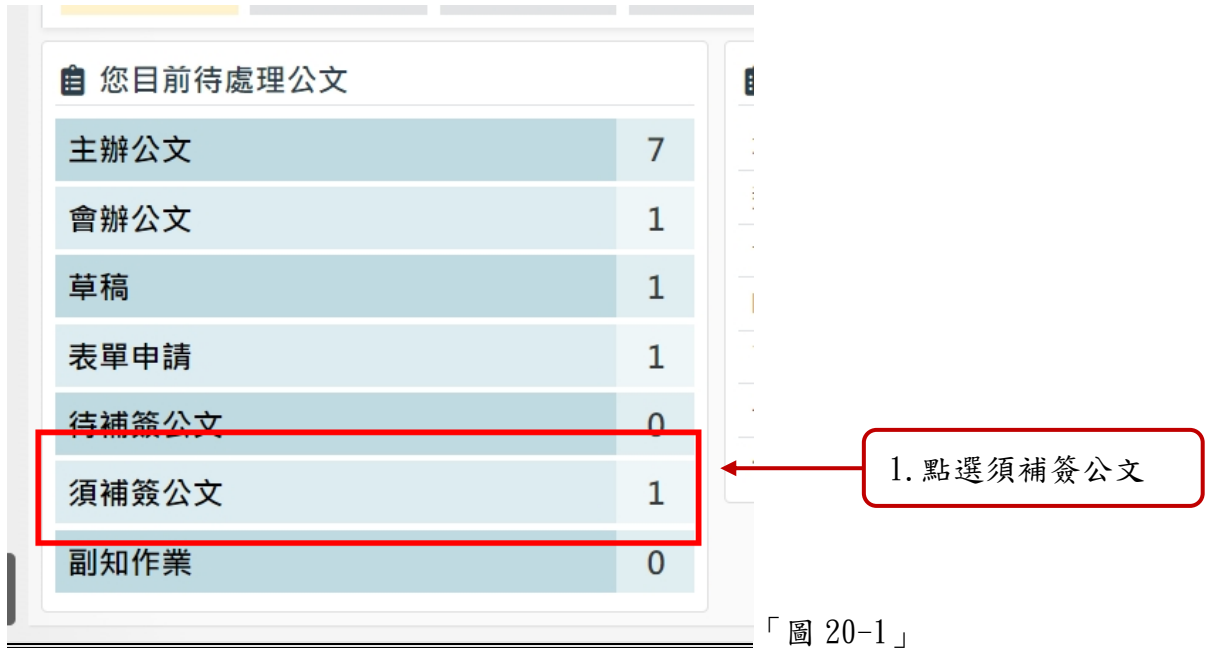 您目前待處理公文
主辦公文 7
會辦公文 1
草稿 1
表單申請 1
待補簽公文 0
須補簽公文 1
副知作業 0
1.點選須補簽公文
「圖 20-1」